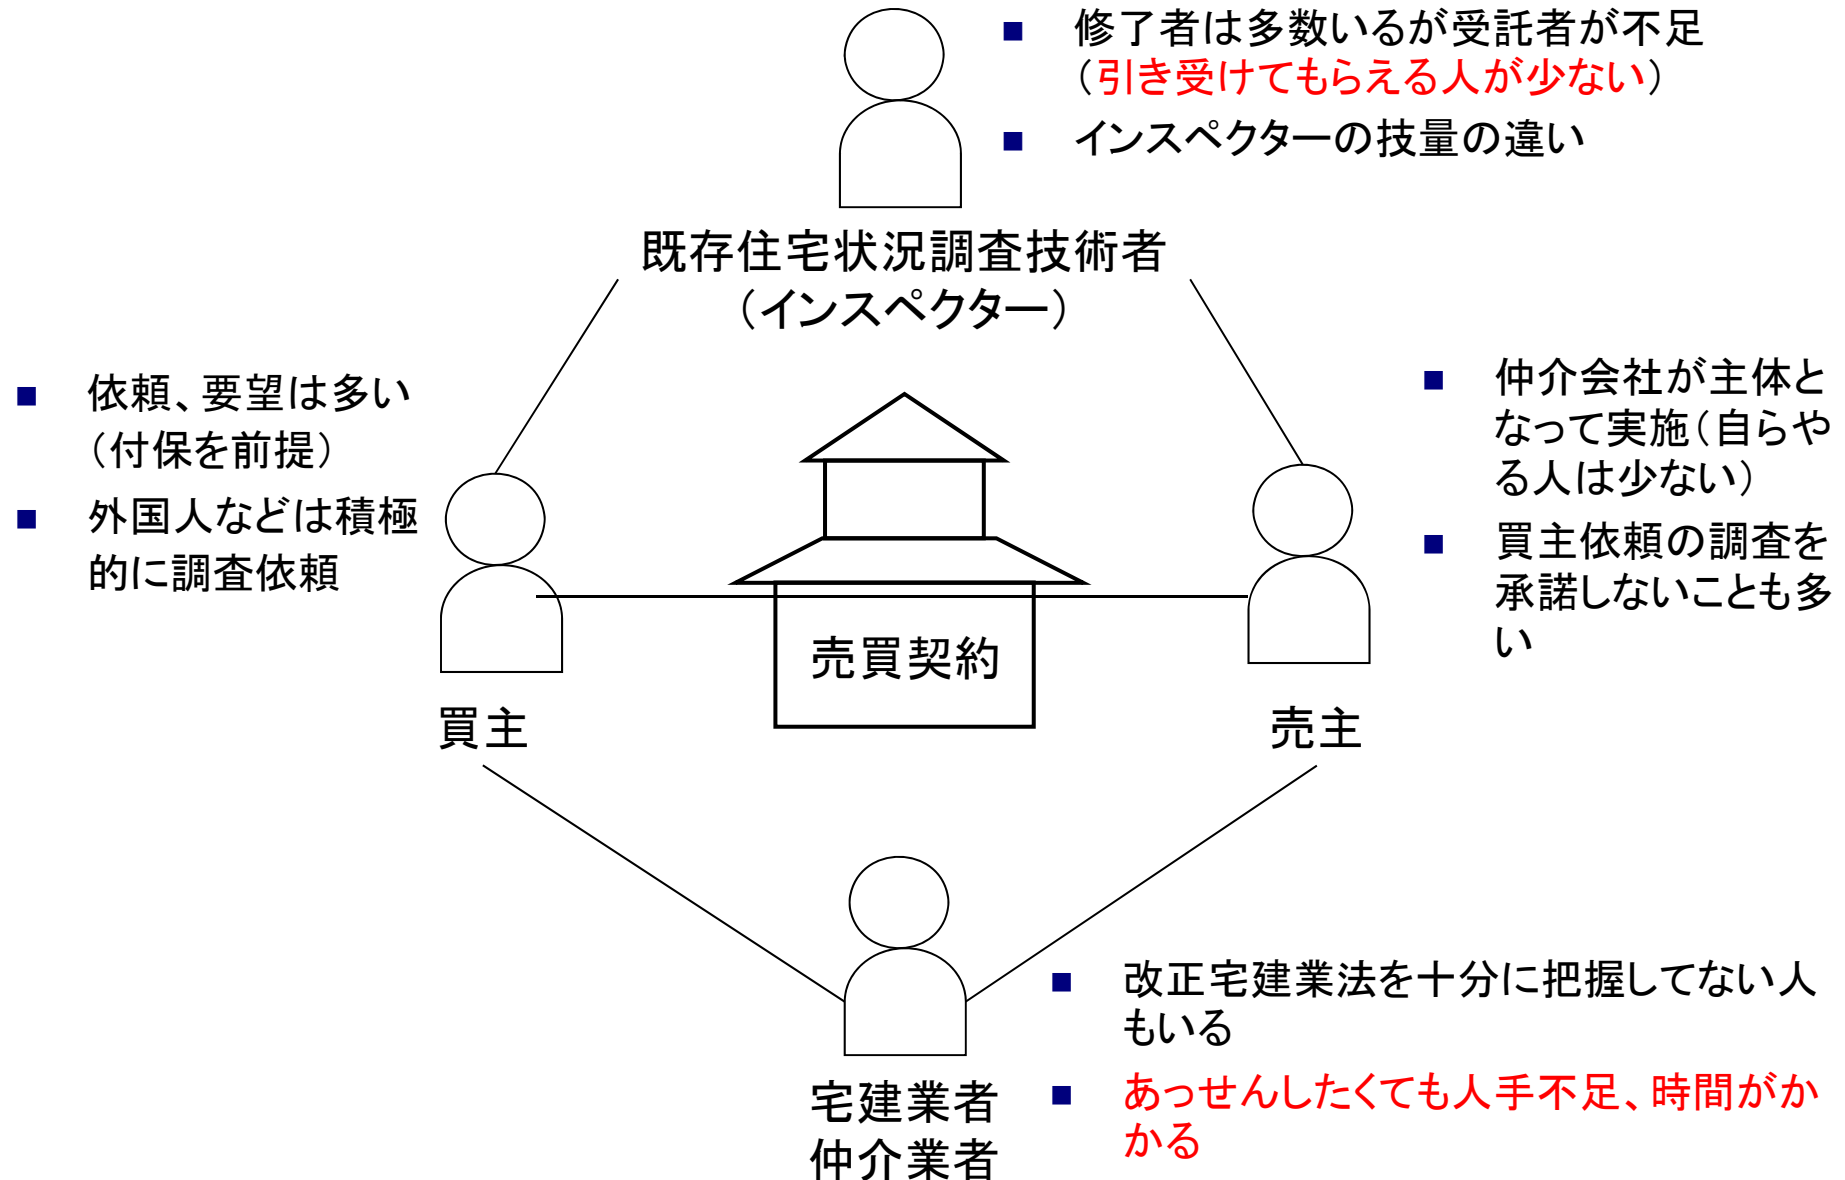 修了者は多数いるが受託者が不足
（引き受けてもらえる人が少ない）
インスペクターの技量の違い
既存住宅状況調査技術者
（インスペクター）
依頼、要望は多い
（付保を前提）
外国人などは積極
的に調査依頼
仲介会社が主体と
なって実施（自らや
る人は少ない）
買主依頼の調査を
承諾しないことも多
い
売買契約
買主
売主
改正宅建業法を十分に把握してない人
もいる
あっせんしたくても人手不足、時間がか
かる
宅建業者
仲介業者